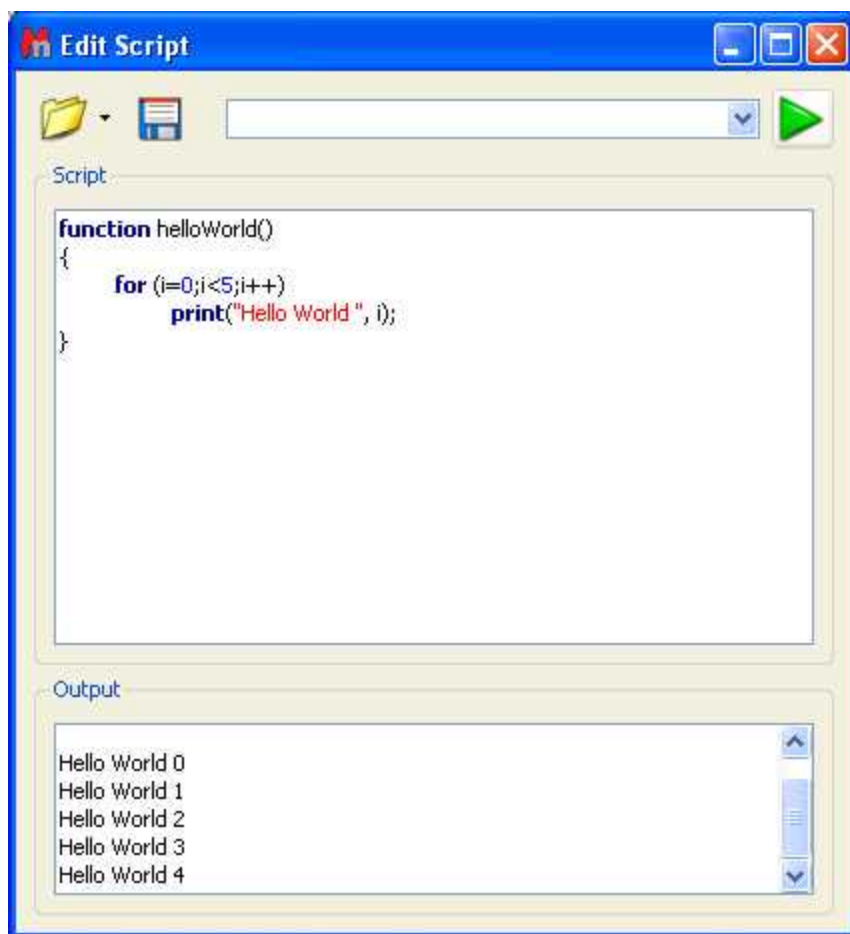 Edit Script
Script
function helloWorld()
{
for (i=0;i<5;i++)
print("Hello World ", i);
}
Output
Hello World 0
Hello World 1
Hello World 2
Hello World 3
Hello World 4